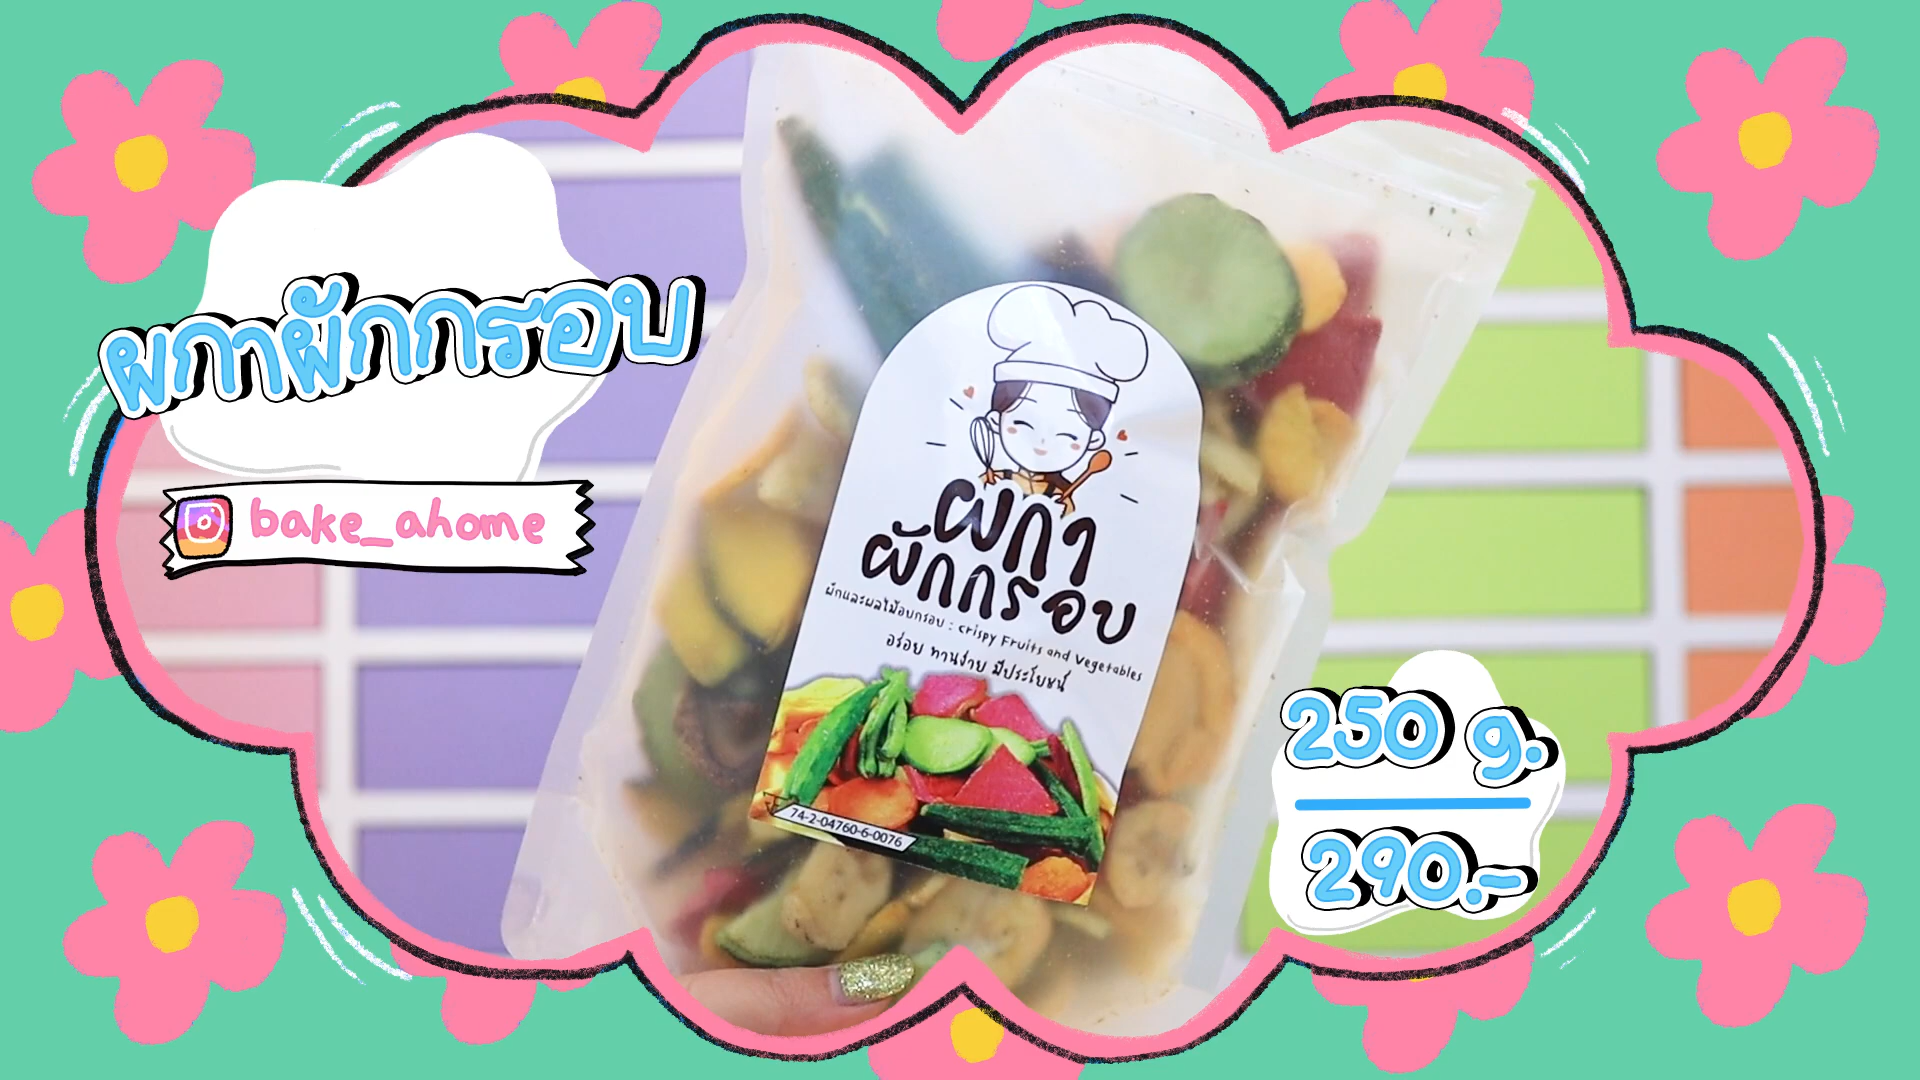 ผกาผักกรอบ
bake_ahome
ผกา
ผักกรอบ
ผักและผลไม้อบกรอบ : crispy Fruits and Vegetables
อร่อย ทานง่าย มีประโยชน์
74-2-04760-6-0076
250 g.
290.-